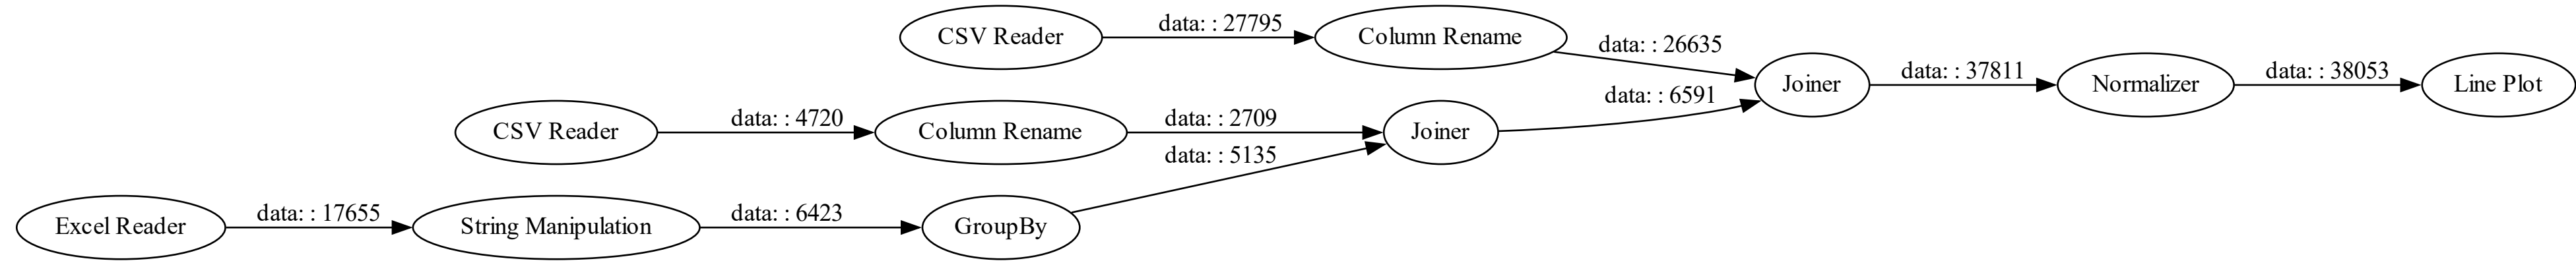 CSV Reader
data: : 27795
Column Rename
data: : 26635
CSV Reader
data: : 4720
Column Rename
data: : 2709
Joiner
data: : 6591
Joiner
data: : 37811
Normalizer
data: : 38053
Line Plot
Excel Reader
data: : 17655
String Manipulation
data: : 6423
GroupBy
data: : 5135